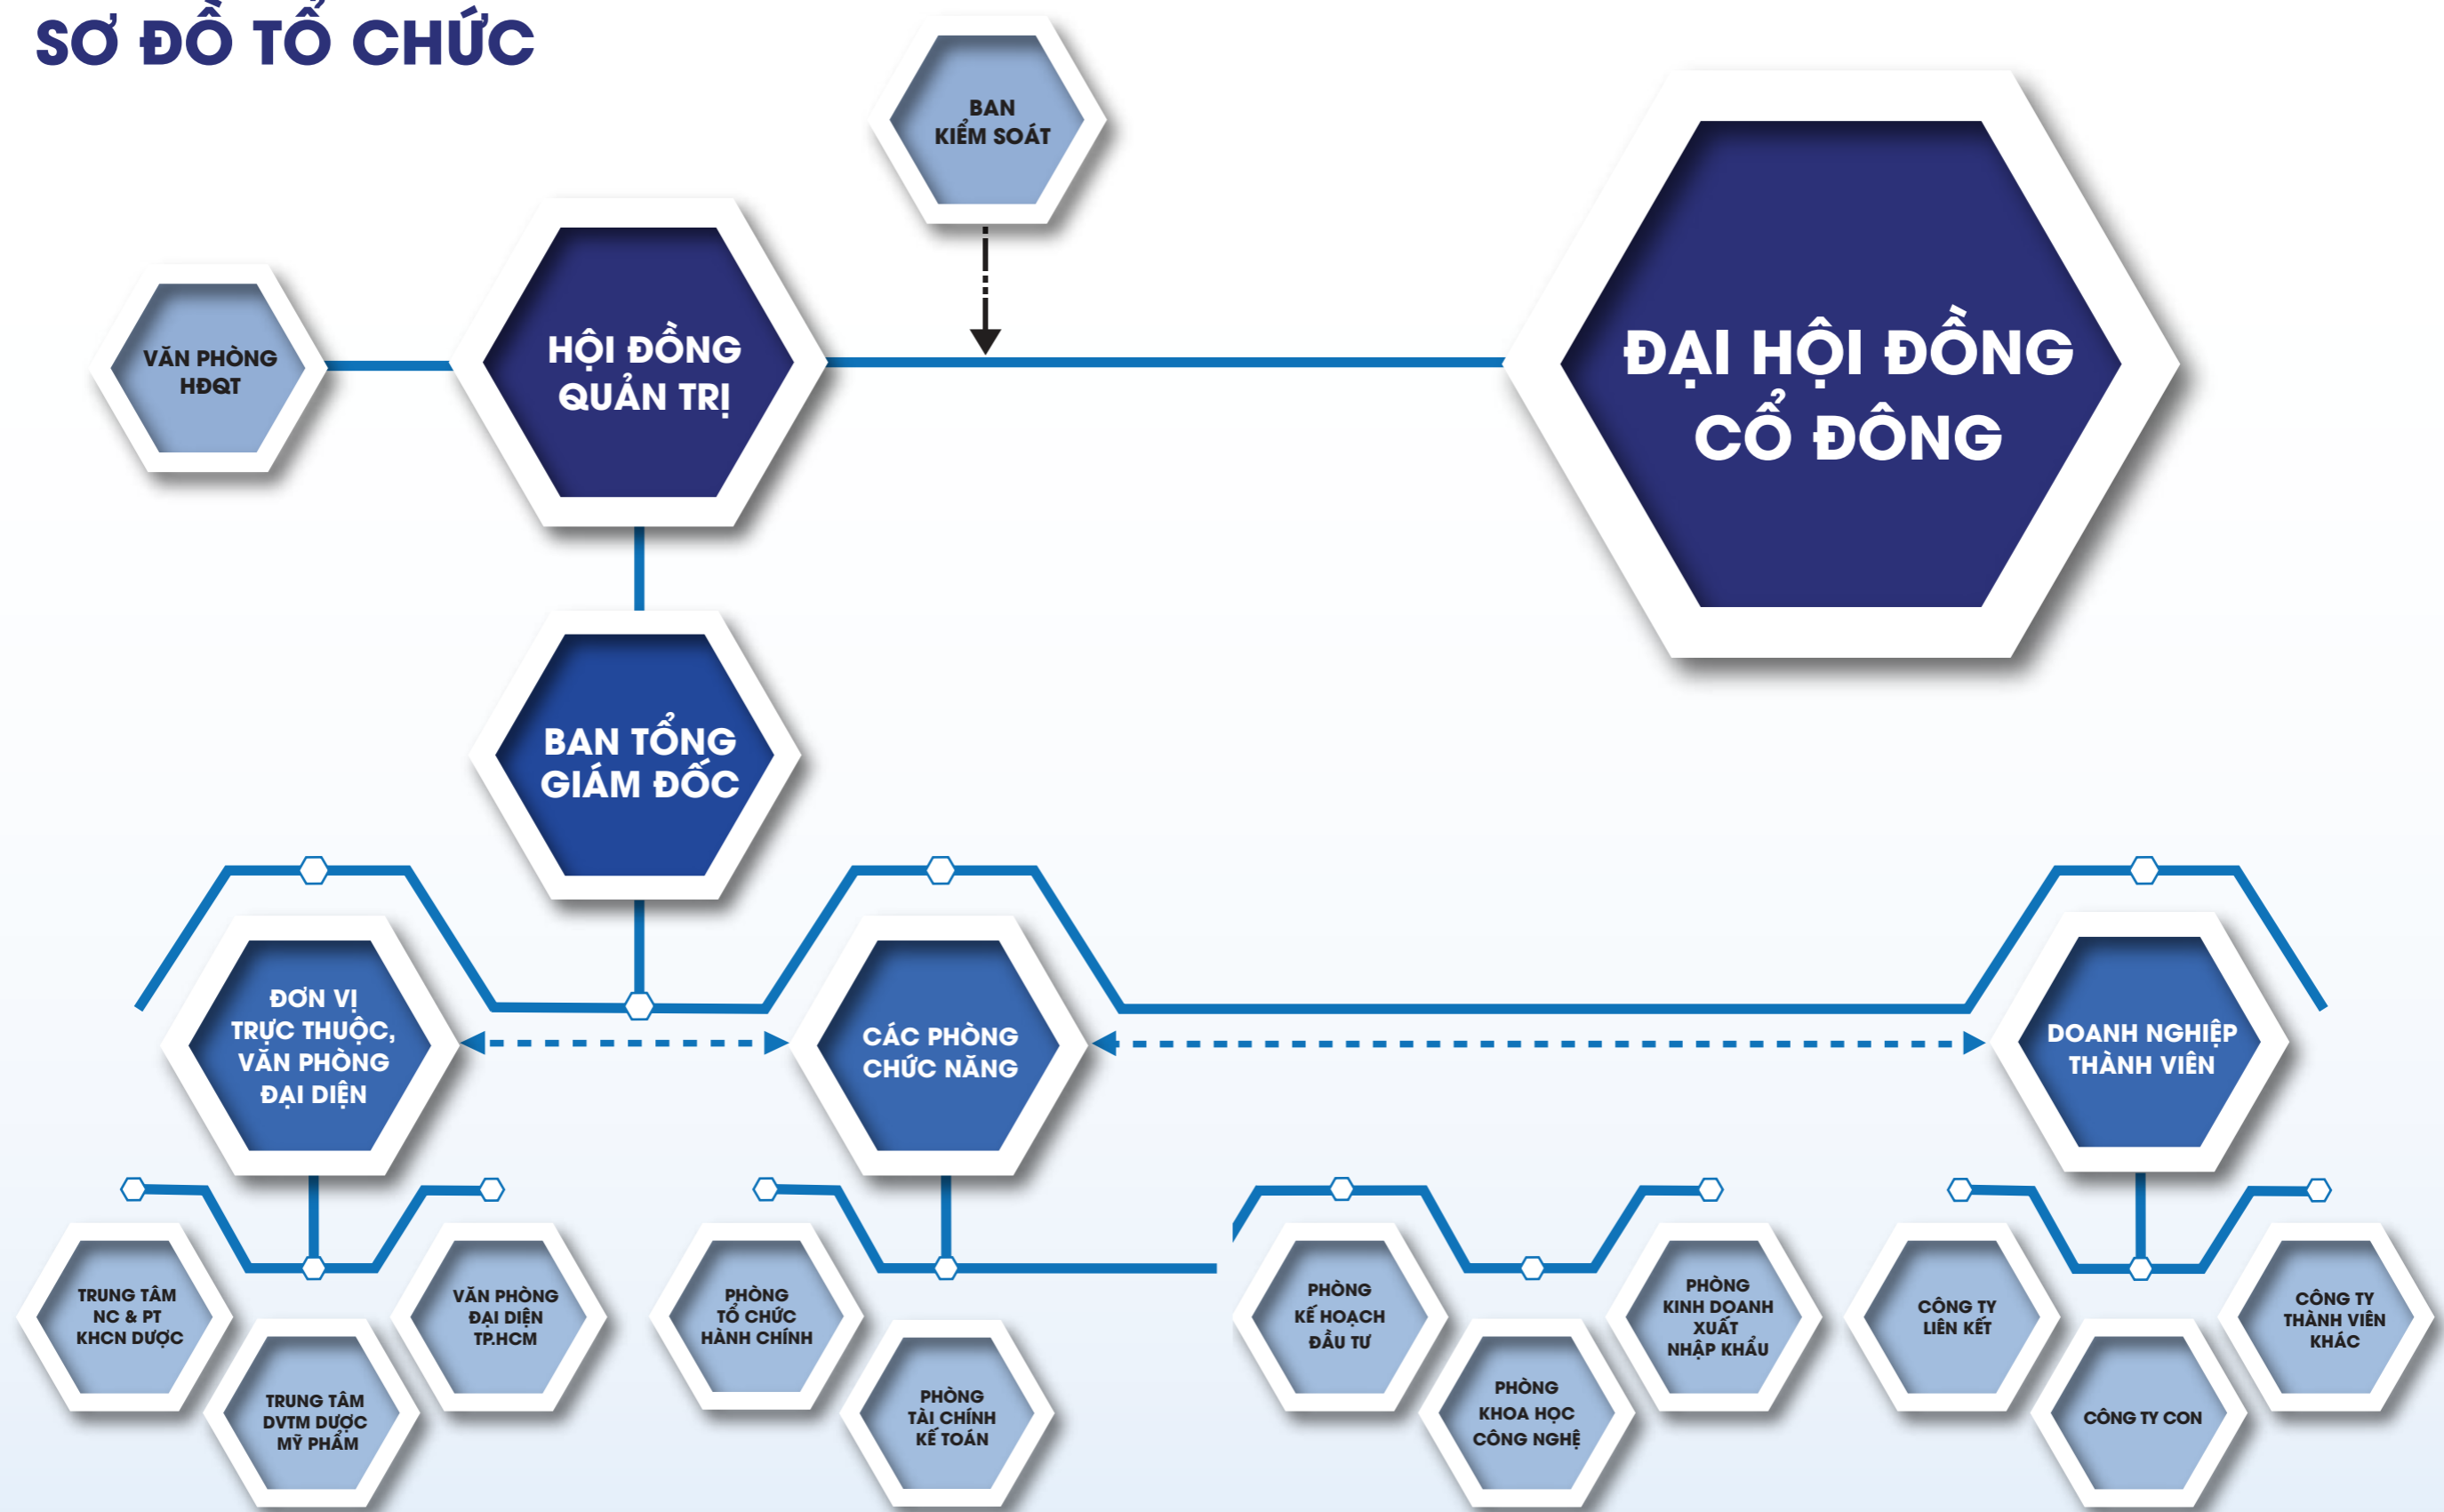 SƠ ĐỒ TỔ CHỨC
BAN
KIỂM SOÁT
VĂN PHÒNG
HĐQT
HỘI ĐỒNG
QUẢN TRỊ
ĐẠI HỘI ĐỒNG
CỔ ĐÔNG
BAN TỔNG
GIÁM ĐỐC
ĐƠN VỊ
TRỰC THUỘC,
VĂN PHÒNG
ĐẠI DIỆN
CÁC PHÒNG
CHỨC NĂNG
DOANH NGHIỆP
THÀNH VIÊN
TRUNG TÂM
NC & PT
KHCN DƯỢC
TRUNG TÂM
DVTM DƯỢC
MỸ PHẨM
VĂN PHÒNG
ĐẠI DIỆN
TP.HCM
PHÒNG
TỔ CHỨC
HÀNH CHÍNH
PHÒNG
TÀI CHÍNH
KẾ TOÁN
PHÒNG
KẾ HOẠCH
ĐẦU TƯ
PHÒNG
KHOA HỌC
CÔNG NGHỆ
PHÒNG
KINH DOANH
XUẤT
NHẬP KHẨU
CÔNG TY
LIÊN KẾT
CÔNG TY CON
CÔNG TY
THÀNH VIÊN
KHÁC